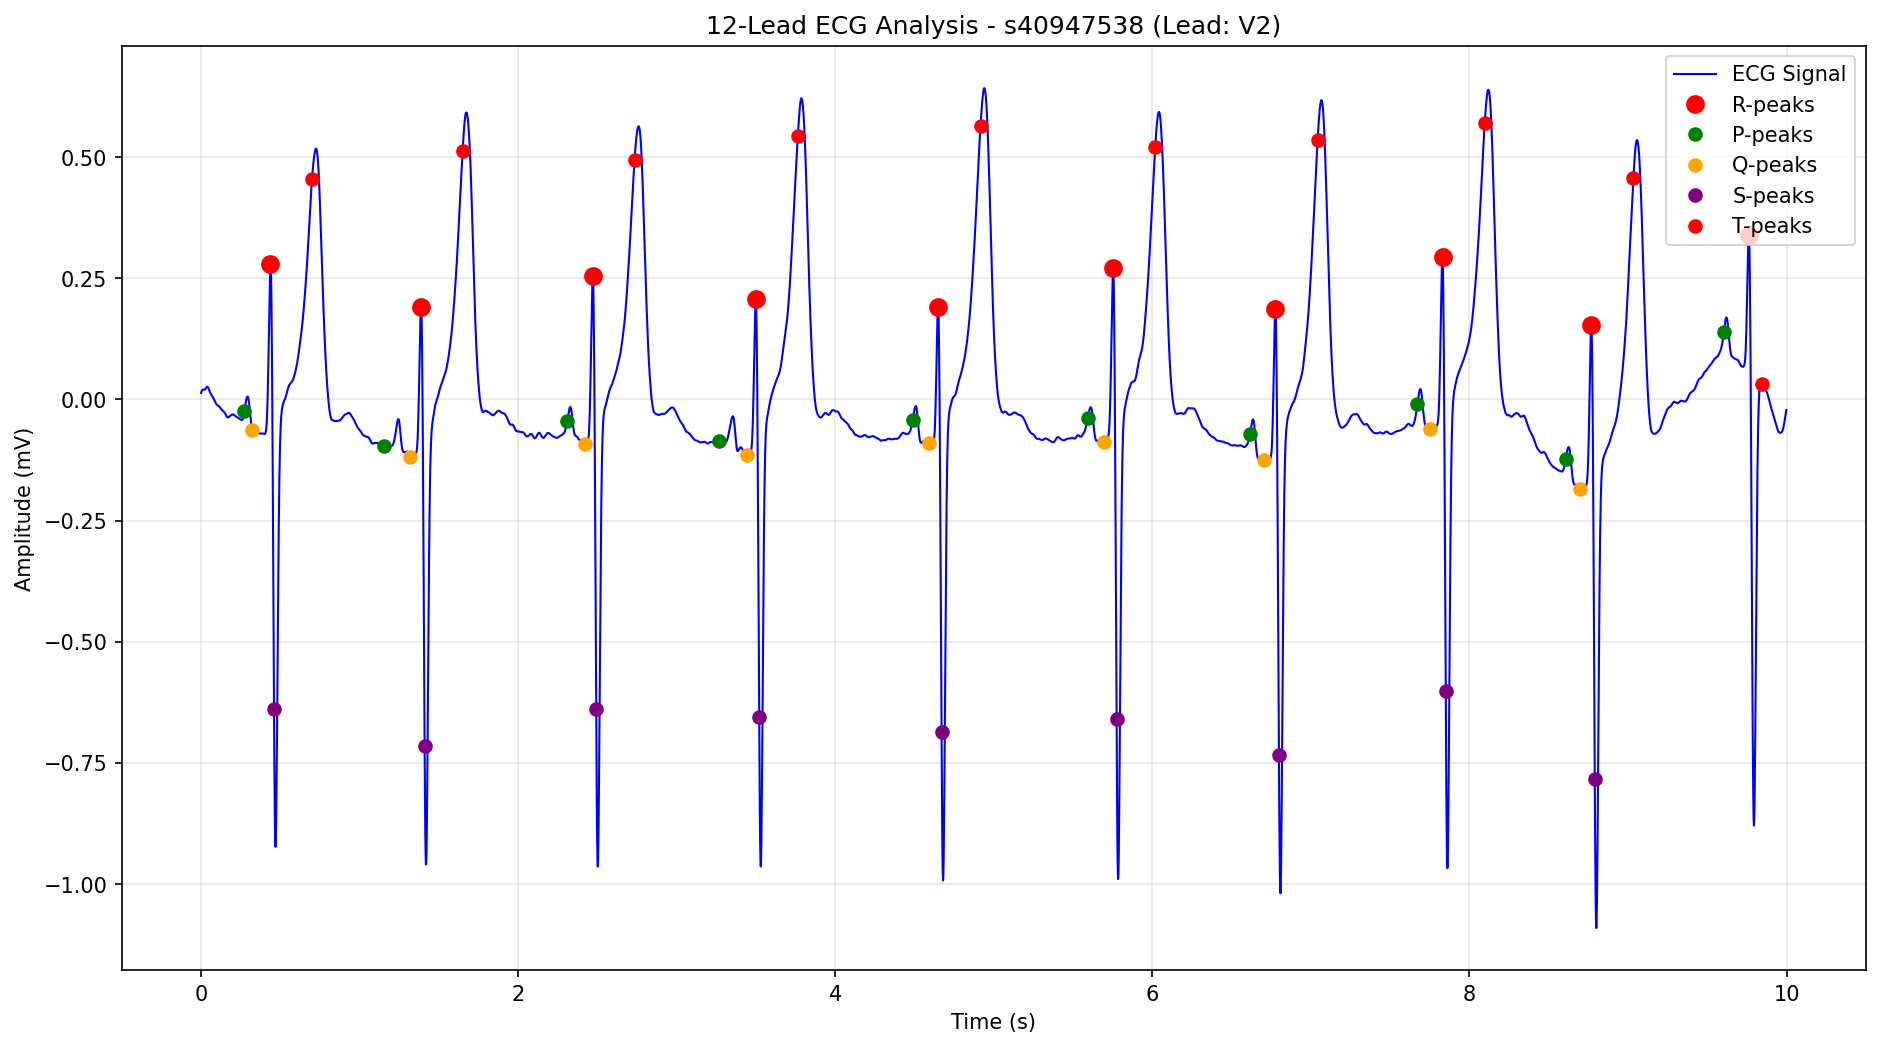 12-Lead ECG Analysis - s40947538 (Lead: V2)
ECG Signal
R-peaks
P-peaks
Q-peaks
S-peaks
T-peaks
Amplitude (mV)
0.50
0.25
0.00
−0.25
−0.50
−0.75
−1.00
0 2 4 6 8 10
Time (s)